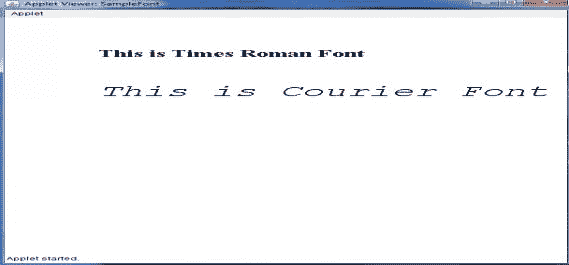 Applet Viewer: SampleFont
Applet
This is Times Roman Font
This is Courier Font
Applet started.